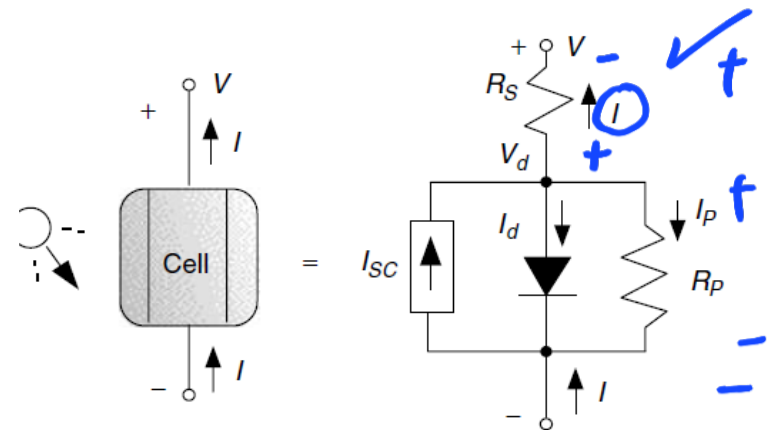 + V - t
V
+
R_S
I
I
V_d
+
I_d
I_P
+
Cell
=
I_SC
R_P
-
- I
I
-
-